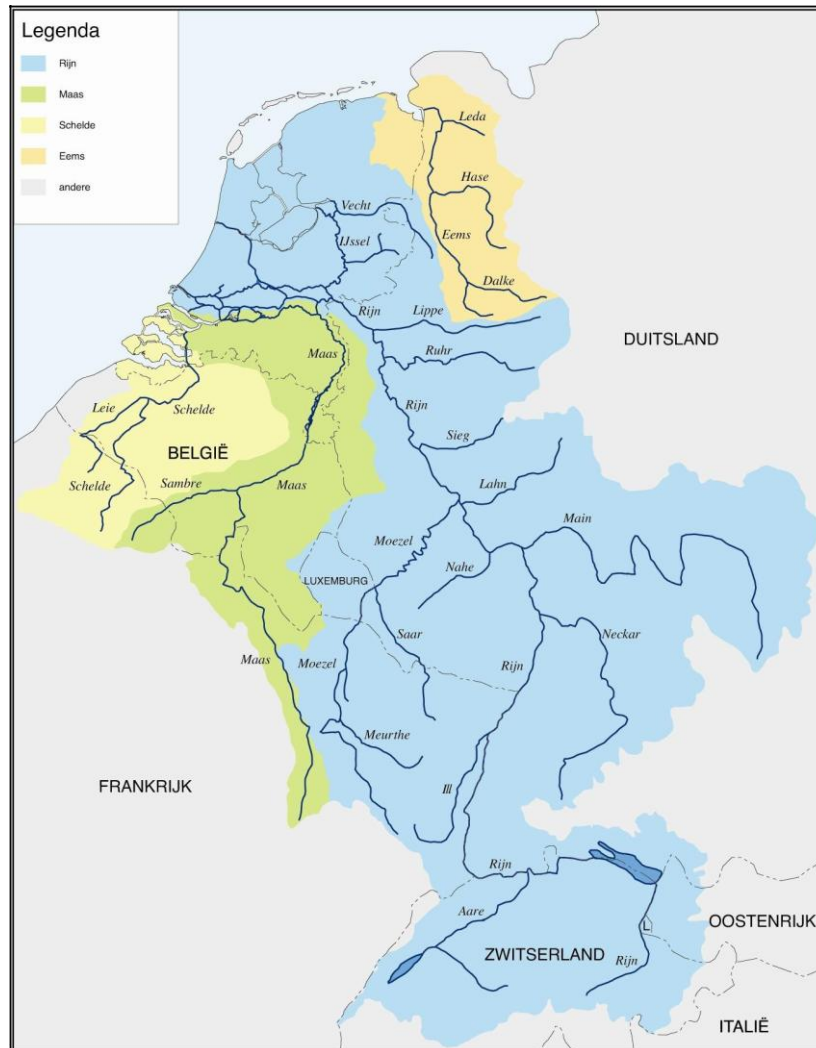 Legenda
Rijn
Maas
Schelde
Eems
andere
Leda
Hase
Vecht
IJssel
Eems
Dalke
Rijn
Lippe
DUITSLAND
Maas
Ruhr
Leie
Schelde
Rijn
BELGIË
Sieg
Schelde
Sambre
Maas
Lahn
Main
Moezel
Nahe
LUXEMBURG
Saar
Neckar
Maas
Moezel
Rijn
Meurthe
FRANKRIJK
Ill
Rijn
Aare
L
OOSTENRIJK
ZWITSERLAND
Rijn
ITALIË